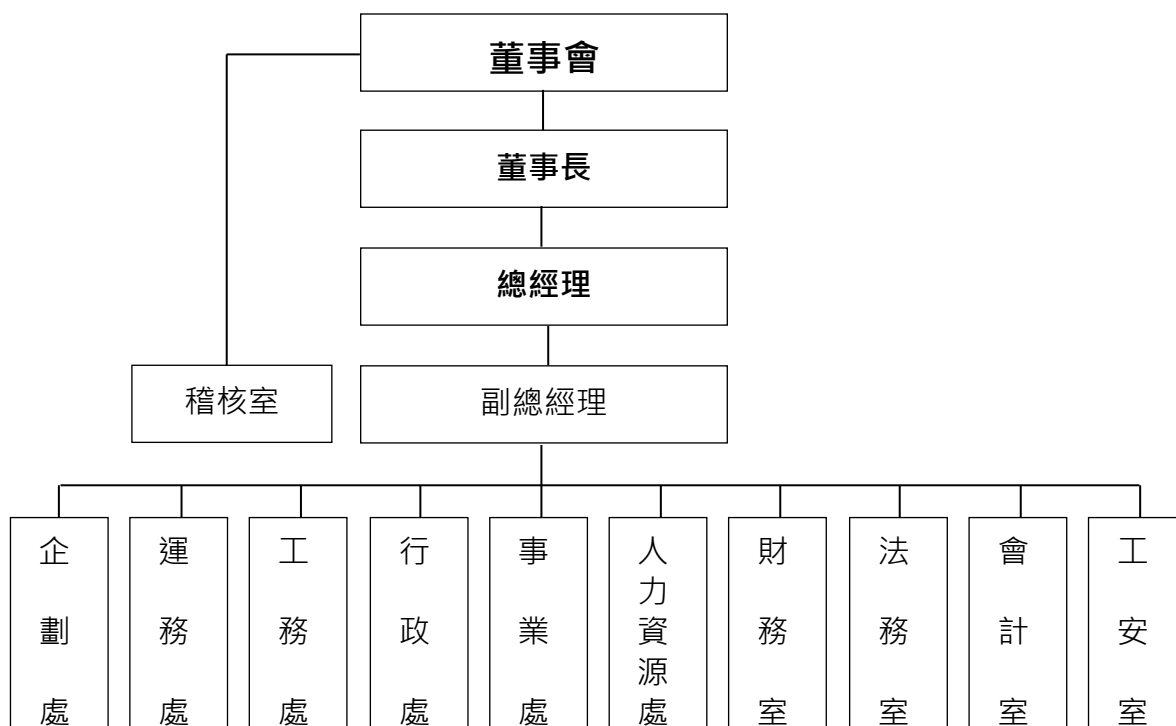 董事會
董事長
總經理
稽核室
副總經理
企劃處
運務處
工務處
行政處
事業處
人力資源處
財務室
法務室
會計室
工安室